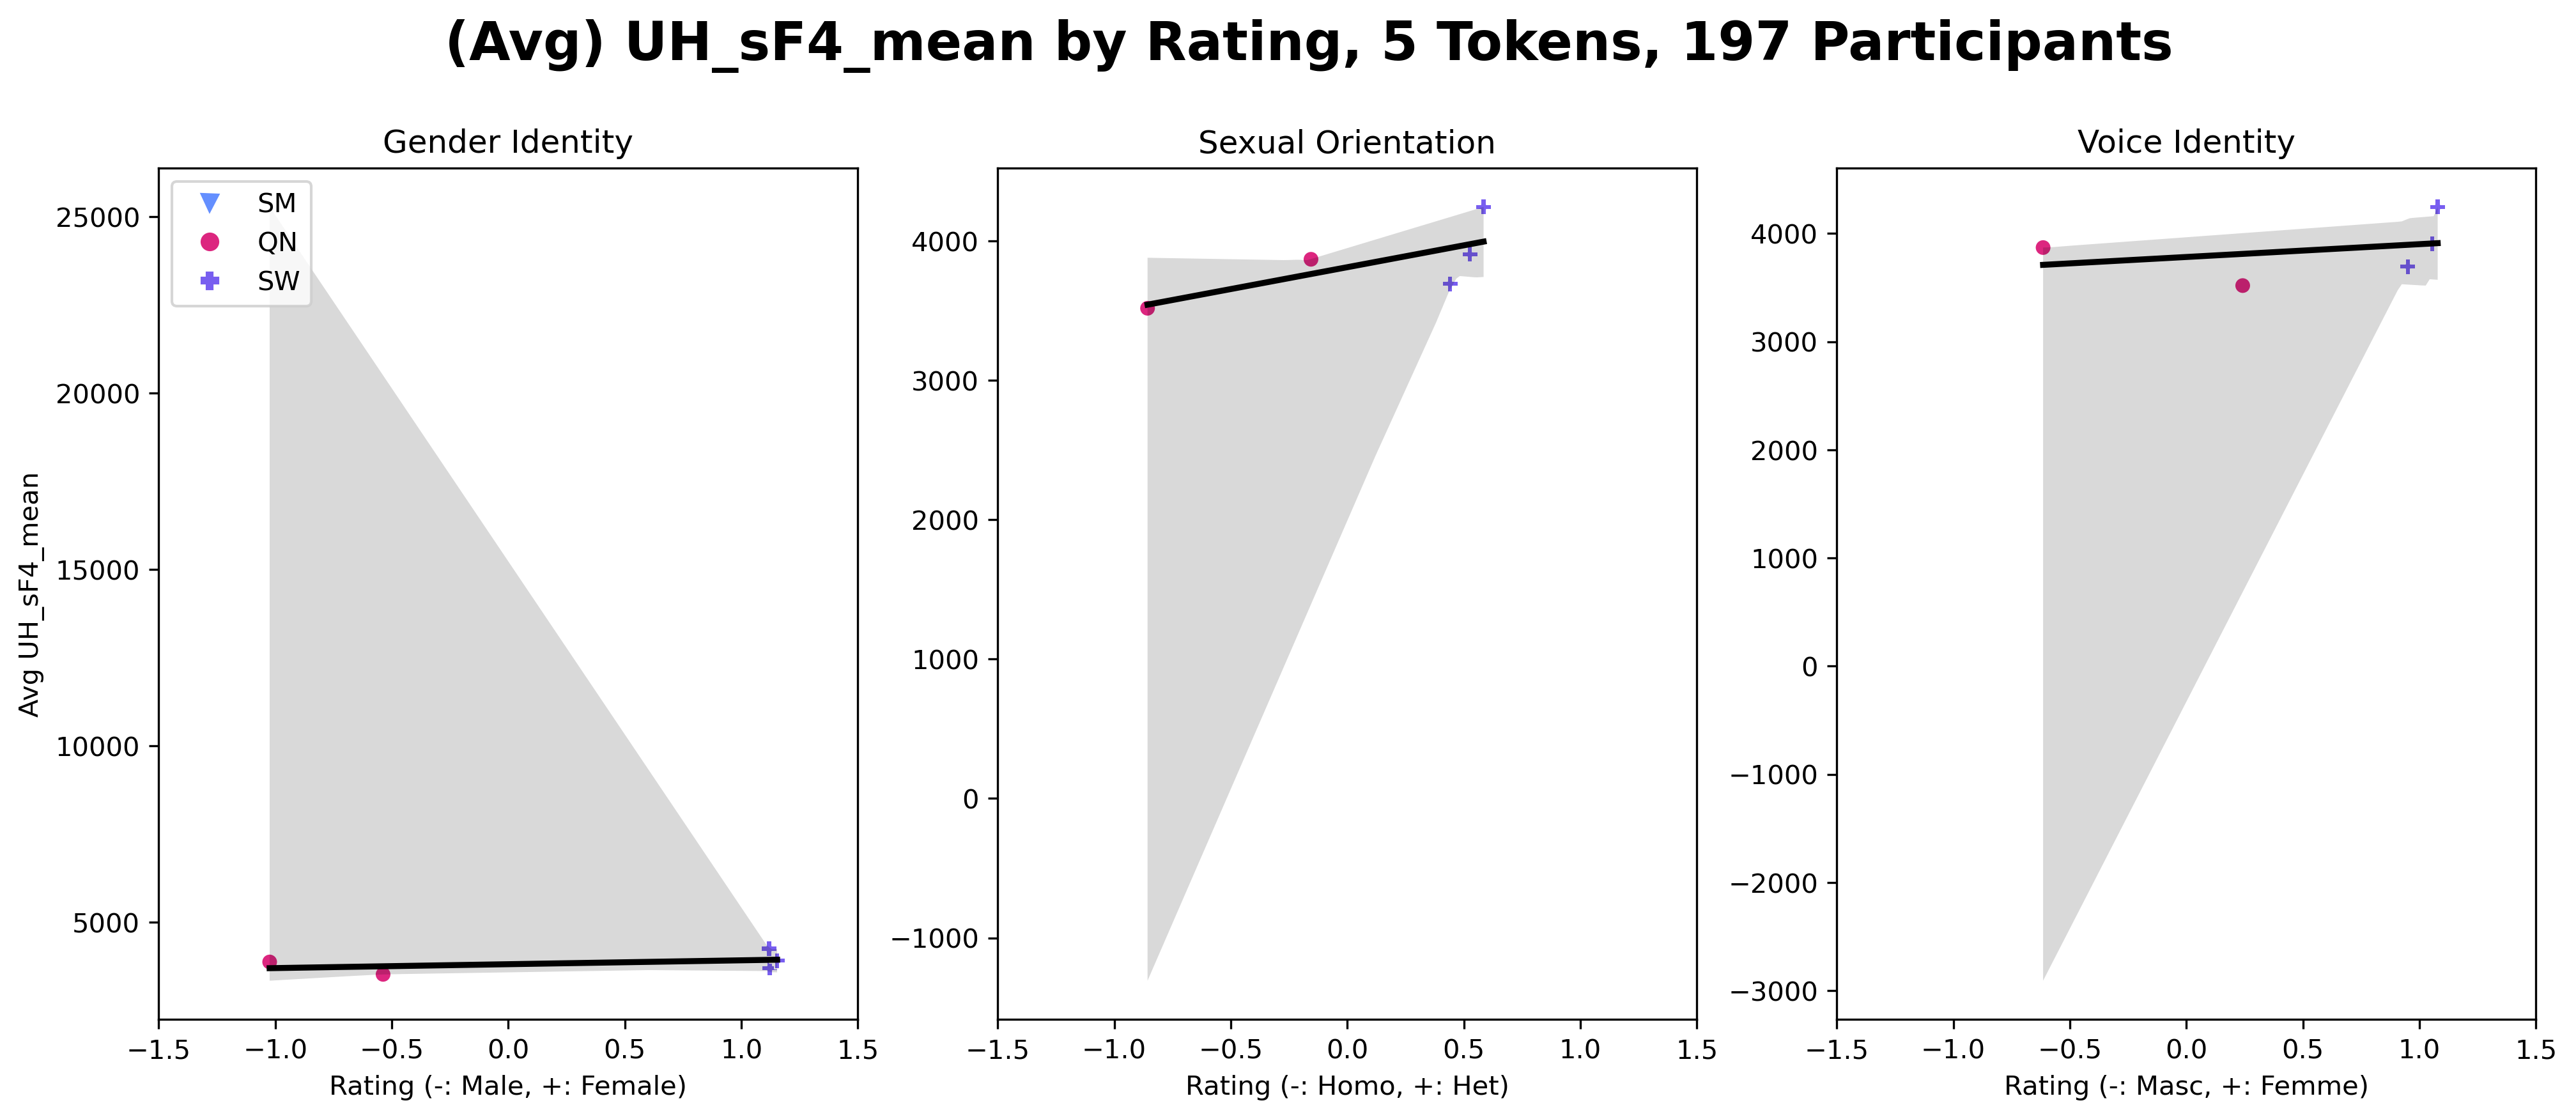 (Avg) UH_sF4_mean by Rating, 5 Tokens, 197 Participants
Gender Identity
SM
QN
SW
25000
20000
15000
10000
5000
Avg UH_sF4_mean
−1.5 −1.0 −0.5 0.0 0.5 1.0 1.5
Rating (-: Male, +: Female)
Sexual Orientation
4000
3000
2000
1000
0
−1000
−1.5 −1.0 −0.5 0.0 0.5 1.0 1.5
Rating (-: Homo, +: Het)
Voice Identity
4000
3000
2000
1000
0
−1000
−2000
−3000
−1.5 −1.0 −0.5 0.0 0.5 1.0 1.5
Rating (-: Masc, +: Femme)